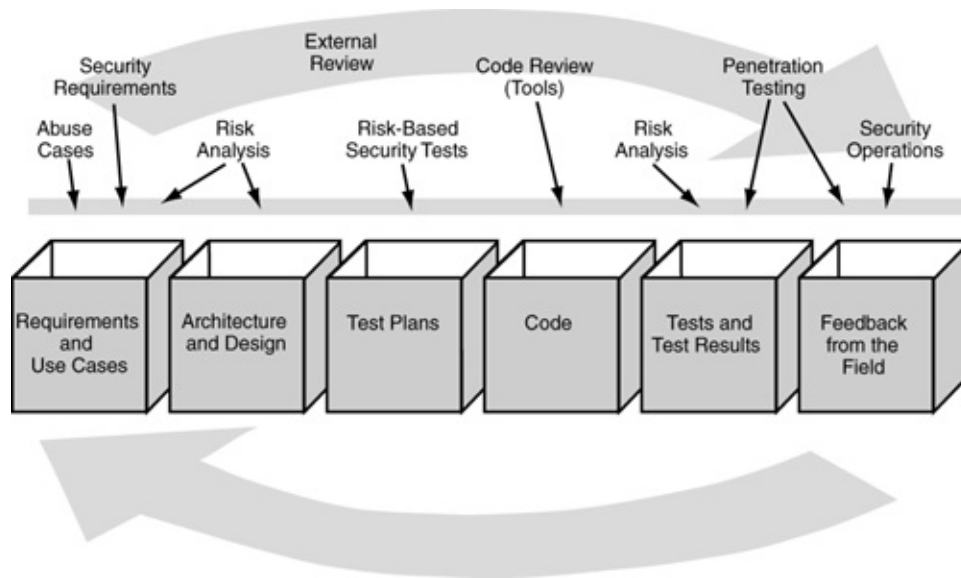 External
Review
Security
Requirements
Code Review
(Tools)
Penetration
Testing
Abuse
Cases
Risk
Analysis
Risk-Based
Security Tests
Risk
Analysis
Security
Operations
Requirements
and
Use Cases
Architecture
and Design
Test Plans
Code
Tests and
Test Results
Feedback
from the
Field